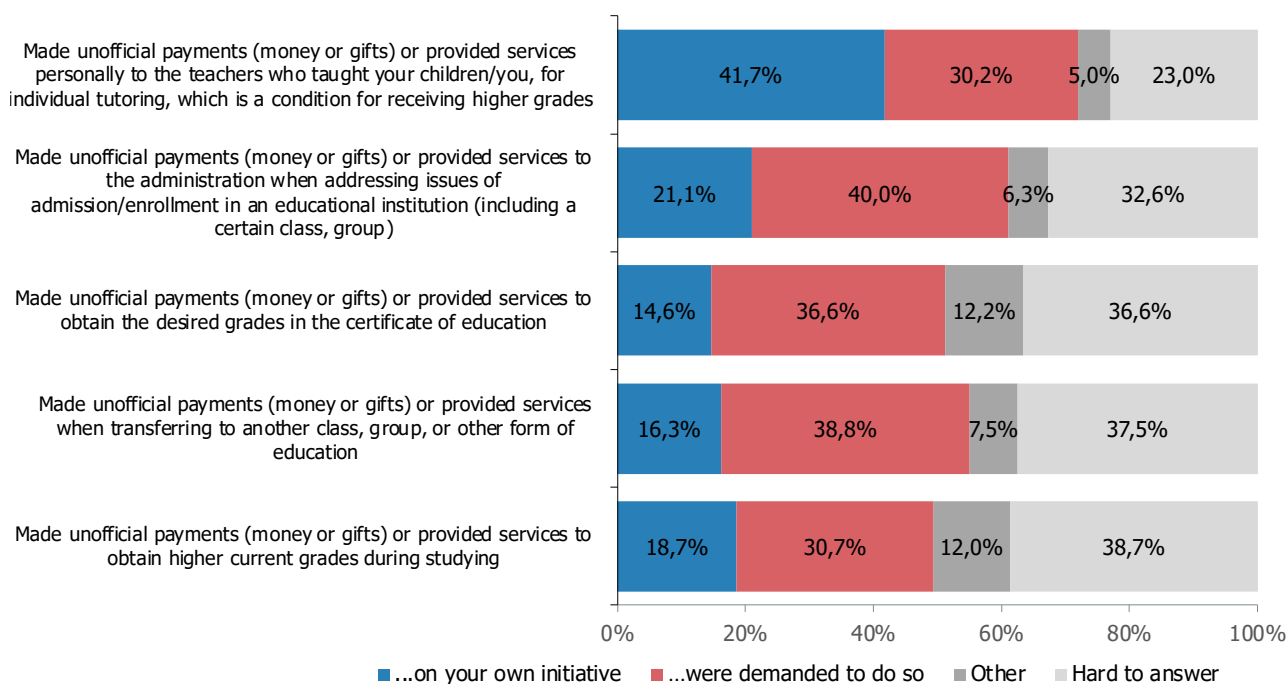 Made unofficial payments (money or gifts) or provided services
personally to the teachers who taught your children/you, for
individual tutoring, which is a condition for receiving higher grades
41,7%
30,2%
5,0%
23,0%
Made unofficial payments (money or gifts) or provided services to
the administration when addressing issues of
admission/enrollment in an educational institution (including a
certain class, group)
21,1%
40,0%
6,3%
32,6%
Made unofficial payments (money or gifts) or provided services to
obtain the desired grades in the certificate of education
14,6%
36,6%
12,2%
36,6%
Made unofficial payments (money or gifts) or provided services
when transferring to another class, group, or other form of
education
16,3%
38,8%
7,5%
37,5%
Made unofficial payments (money or gifts) or provided services to
obtain higher current grades during studying
18,7%
30,7%
12,0%
38,7%
0% 20% 40% 60% 80% 100%
...on your own initiative ...were demanded to do so Other Hard to answer